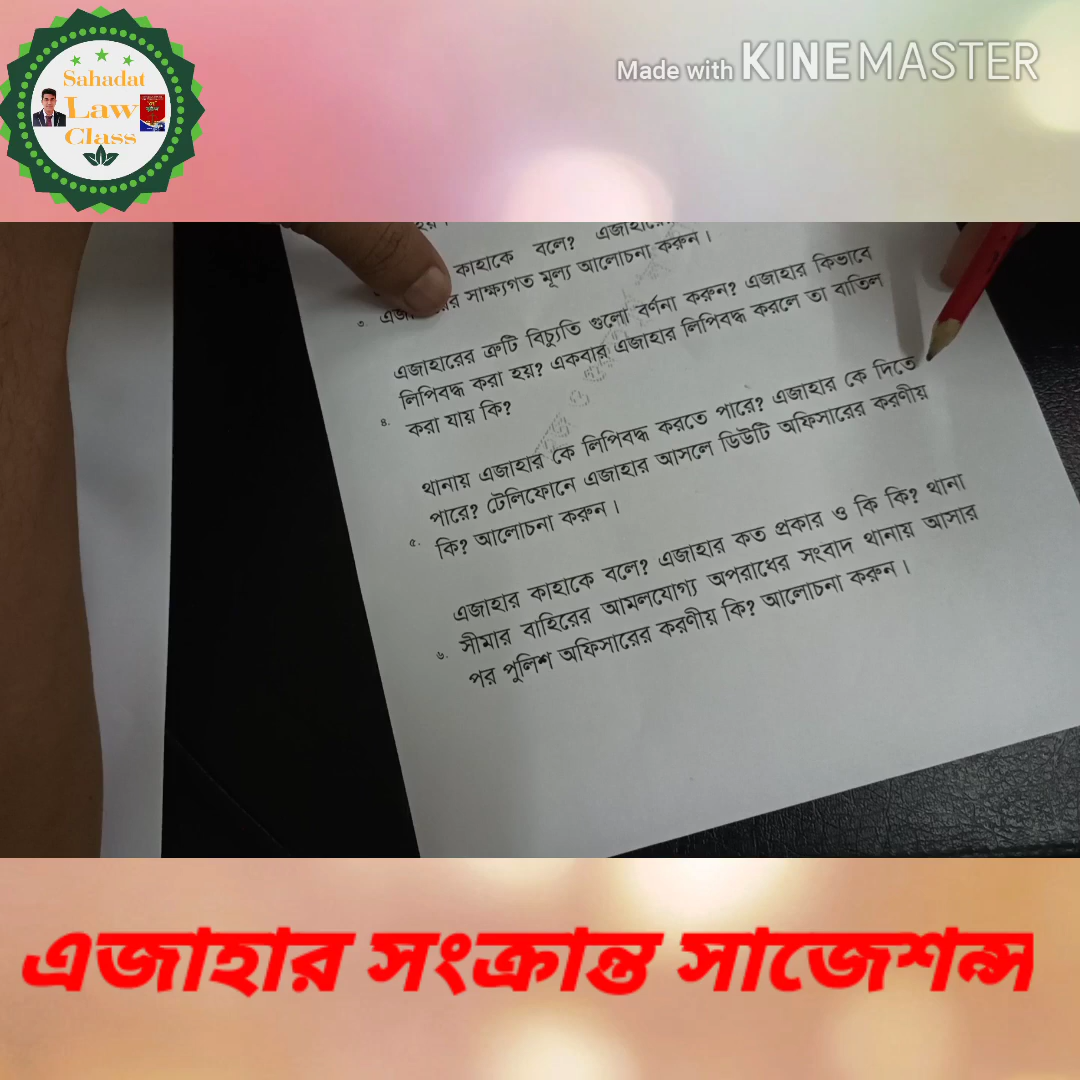 Sahadat
Law
Class
Made with KINEMASTER
হয়।
কাহাকে বলে?
৩. সাক্ষ্যগত মূল্য আলোচনা করুন।
এজাহারের ত্রুটি বিচ্যুতি গুলো বর্ণনা করুন? এজাহার কিভাবে
লিপিবদ্ধ করা হয়? একবার এজাহার লিপিবদ্ধ করলে তা বাতিল
৪. করা যায় কি?
থানায় এজাহার কে লিপিবদ্ধ করতে পারে? এজাহার কে দিতে
পারে? টেলিফোনে এজাহার আসলে ডিউটি অফিসারের করণীয়
৫. কি? আলোচনা করুন।
এজাহার কাহাকে বলে? এজাহার কত প্রকার ও কি কি? থানা
৬. সীমার বাহিরের আমলযোগ্য অপরাধের সংবাদ থানায় আসার
পর পুলিশ অফিসারের করণীয় কি? আলোচনা করুন।
এজাহার সংক্রান্ত সাজেশন্স